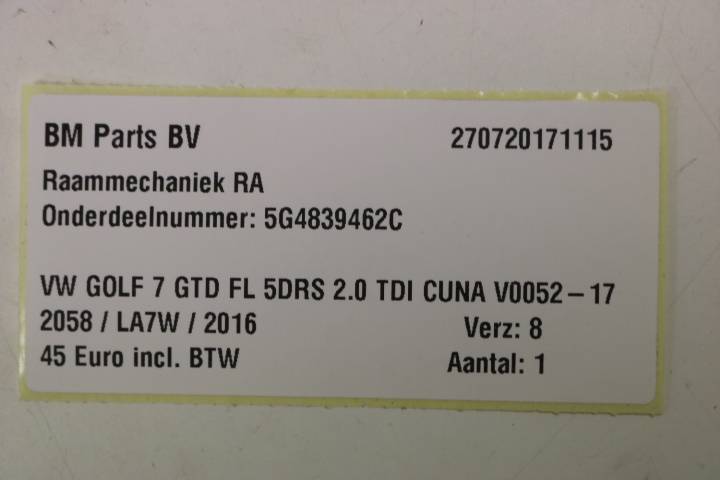 BM Parts BV 270720171115
Raammechaniek RA
Onderdeelnummer: 5G4839462C
VW GOLF 7 GTD FL 5DRS 2.0 TDI CUNA V0052-17
2058 / LA7W / 2016 Verz: 8
45 Euro incl. BTW Aantal: 1